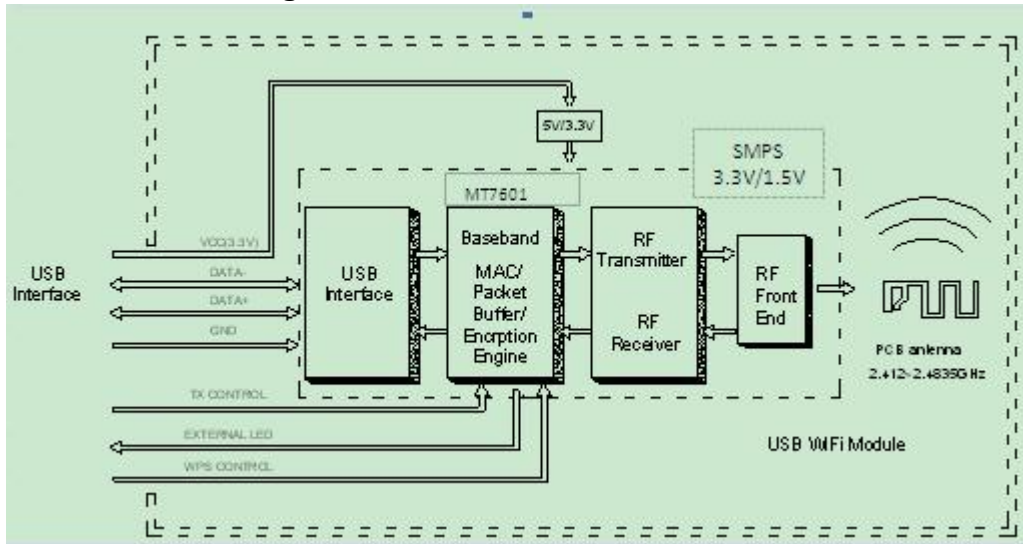 5V/3.3V
SMPS
3.3V/1.5V
MT7601
VCC(3.3V)
DATA-
DATA+
GND
TX CONTROL
EXTERNAL LED
WPS CONTROL
USB
Interface
USB
Interface
Baseband
MAC/
Packet
Buffer/
Encrption
Engine
RF
Transmitter
RF
Receiver
RF
Front
End
PCB antenna
2.412~2.4835GHz
USB WiFi Module